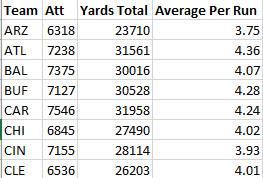 Team Att Yards Total Average Per Run
ARZ 6318 23710 3.75
ATL 7238 31561 4.36
BAL 7375 30016 4.07
BUF 7127 30528 4.28
CAR 7546 31958 4.24
CHI 6845 27490 4.02
CIN 7155 28114 3.93
CLE 6536 26203 4.01